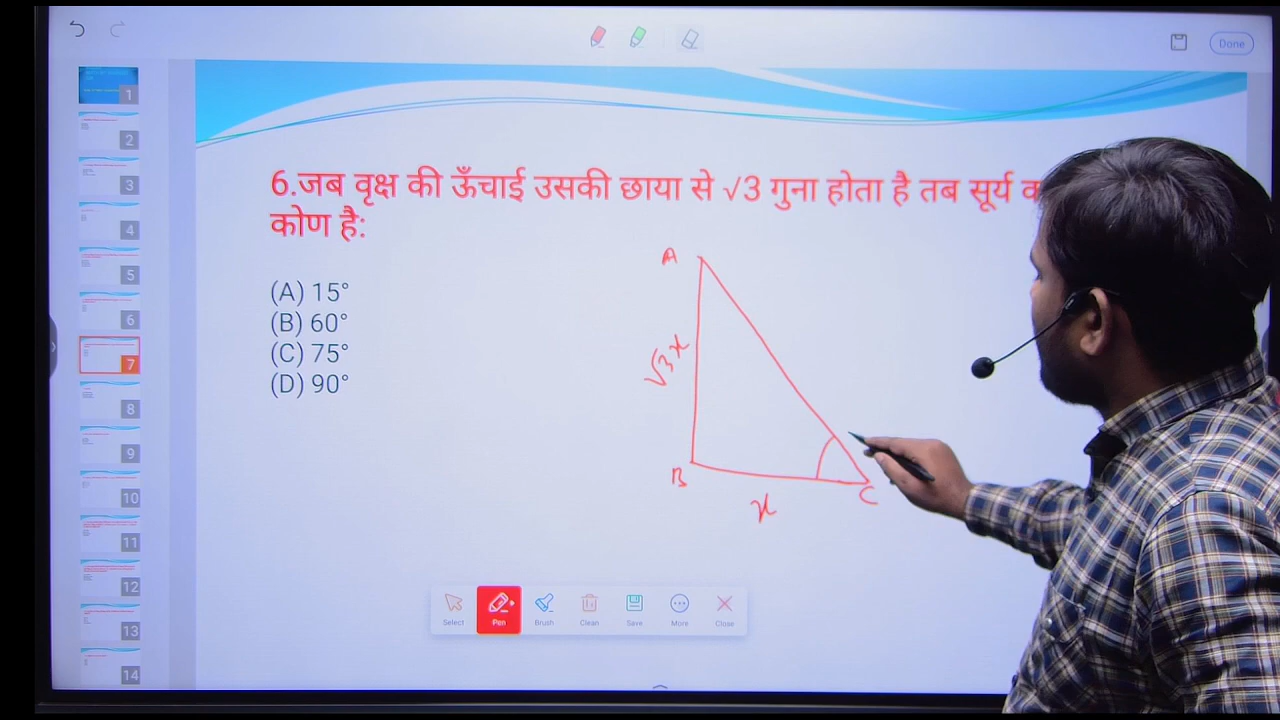 Done
1
2
3
4
5
6
7
8
9
10
11
12
13
14
6.जब वृक्ष की ऊँचाई उसकी छाया से √3 गुना होता है तब सूर्य
कोण है:
(A) 15°
(B) 60°
(C) 75°
(D) 90°
A
√3x
B
x
C
Select
Pen
Brush
Clean
Save
More
Close